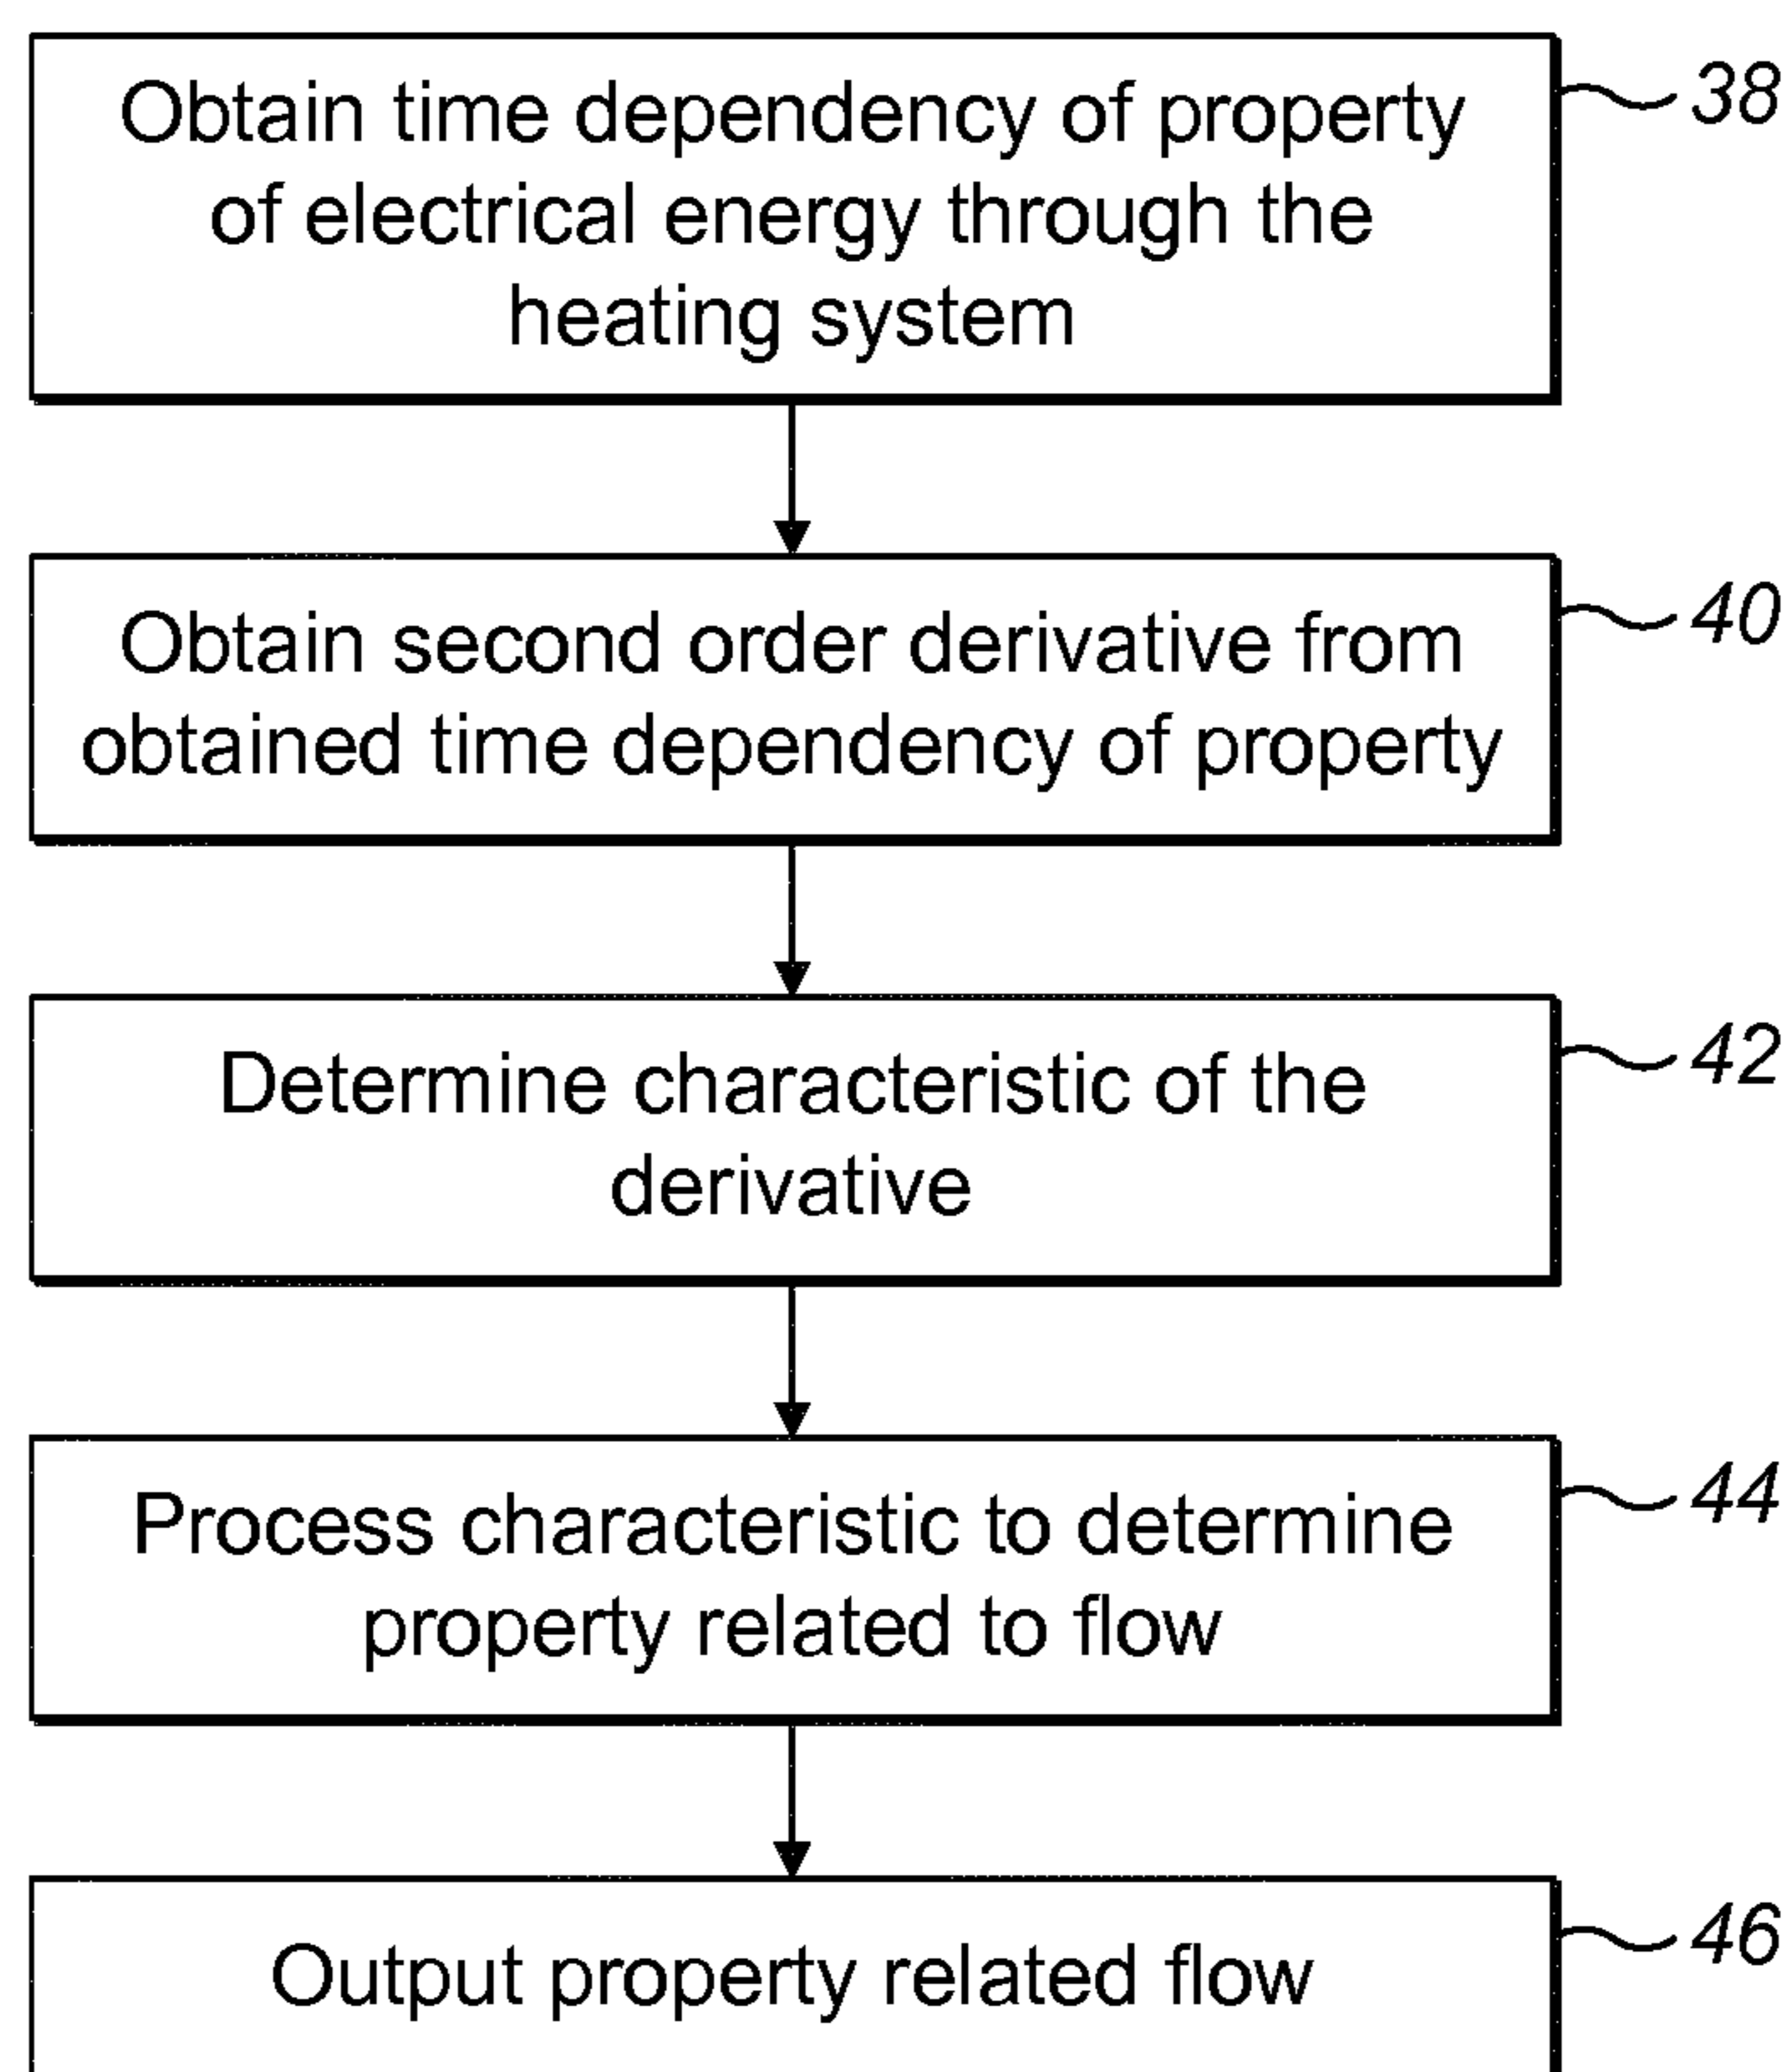 Obtain time dependency of property
of electrical energy through the
heating system
38
Obtain second order derivative from
obtained time dependency of property
40
Determine characteristic of the
derivative
42
Process characteristic to determine
property related to flow
44
Output property related flow
46